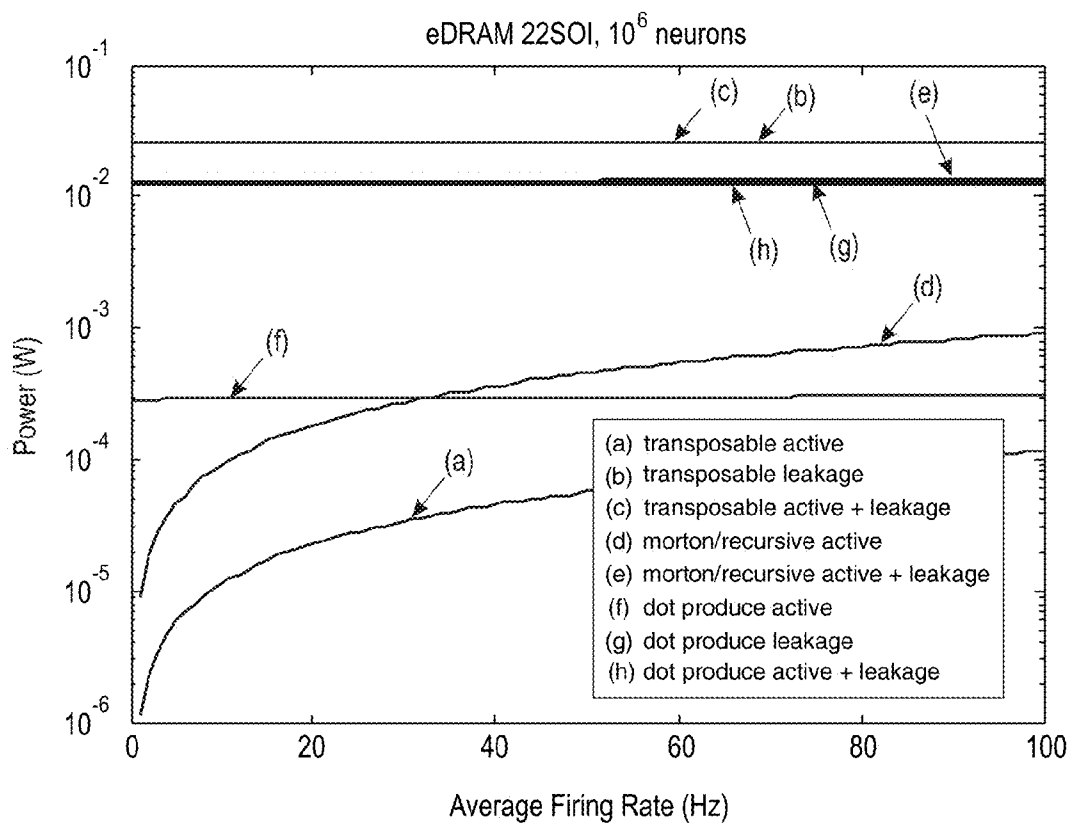 eDRAM 22SOI, 10⁶ neurons
10⁻¹
(c)
(b)
(e)
10⁻²
(h)
(g)
(d)
10⁻³
(f)
Power (W)
10⁻⁴
(a)
(a) transposable active
(b) transposable leakage
(c) transposable active + leakage
(d) morton/recursive active
(e) morton/recursive active + leakage
(f) dot produce active
(g) dot produce leakage
(h) dot produce active + leakage
10⁻⁵
10⁻⁶
0 20 40 60 80 100
Average Firing Rate (Hz)